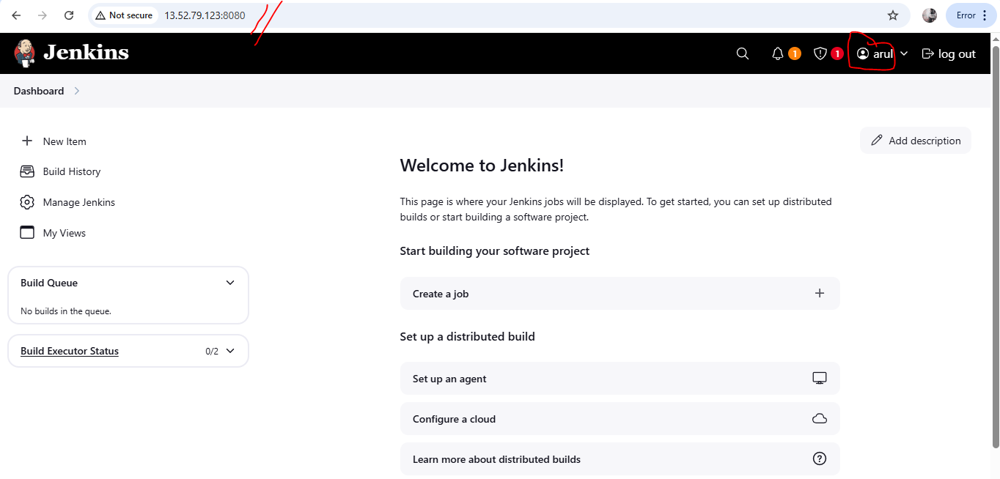 Not secure 13.52.79.123:8080 Error
Jenkins 1 1 arul log out
Dashboard
New Item
Build History
Manage Jenkins
My Views
Build Queue
No builds in the queue.
Build Executor Status 0/2
Add description
Welcome to Jenkins!
This page is where your Jenkins jobs will be displayed. To get started, you can set up distributed
builds or start building a software project.
Start building your software project
Create a job
Set up a distributed build
Set up an agent
Configure a cloud
Learn more about distributed builds